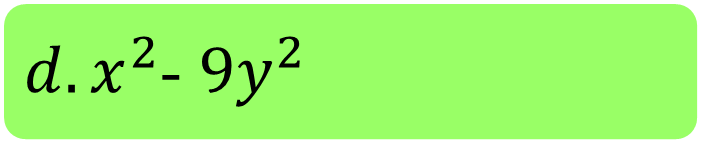 d. x²- 9y²